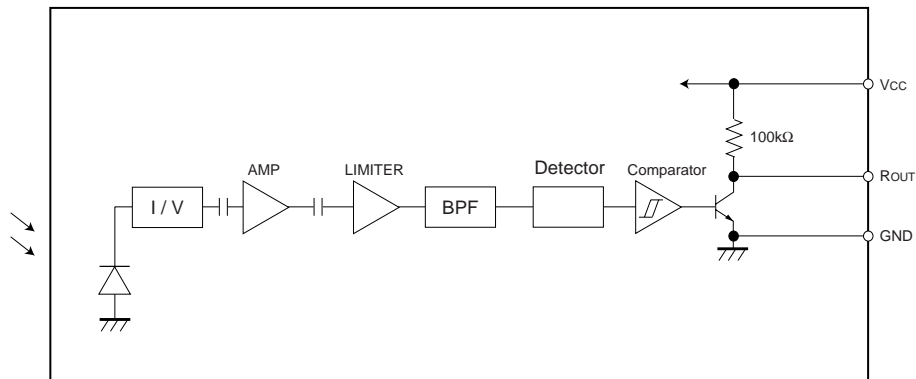 VCC
100kΩ
AMP
LIMITER
Detector
Comparator
ROUT
I / V
BPF
GND